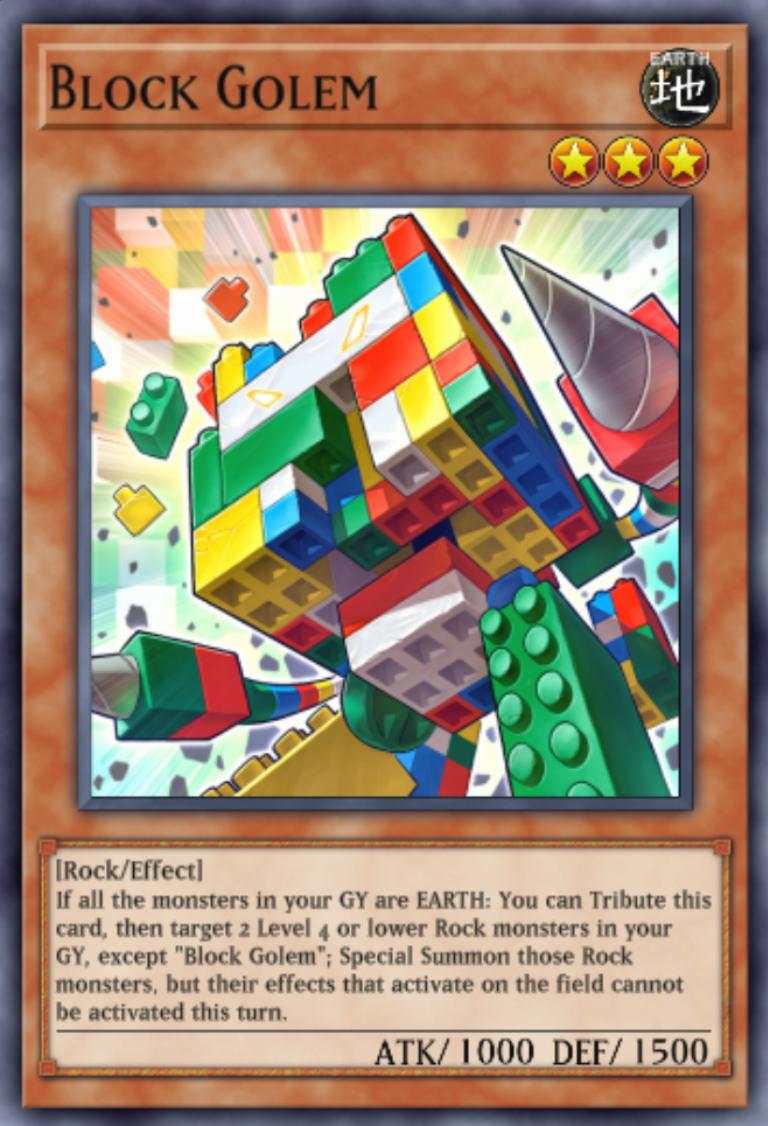 BLOCK GOLEM
EARTH
地
[Rock/Effect]
If all the monsters in your GY are EARTH: You can Tribute this
card, then target 2 Level 4 or lower Rock monsters in your
GY, except "Block Golem"; Special Summon those Rock
monsters, but their effects that activate on the field cannot
be activated this turn.
ATK/ 1000 DEF/ 1500